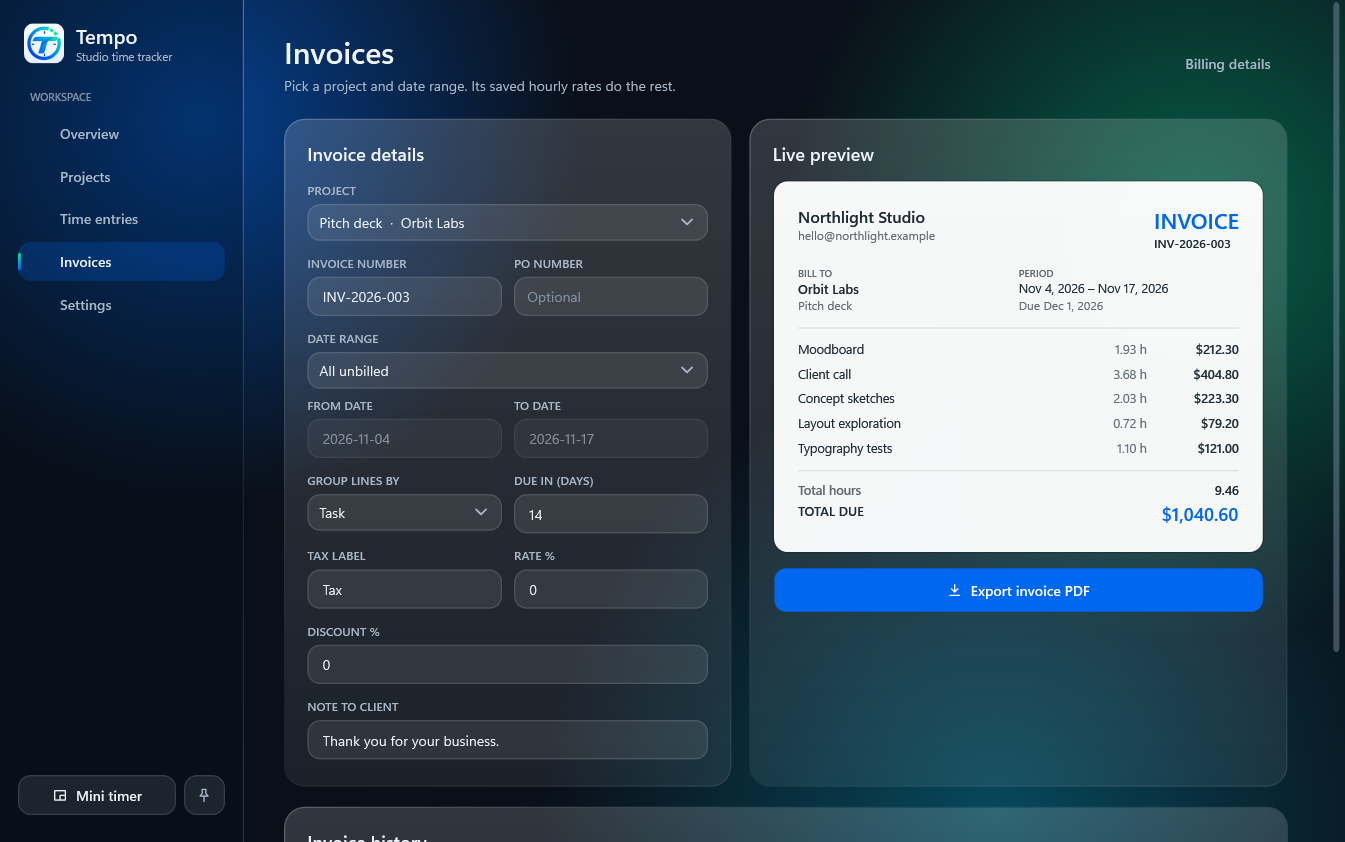 Tempo
Studio time tracker
WORKSPACE
Overview
Projects
Time entries
Invoices
Settings
Mini timer
Invoices
Pick a project and date range. Its saved hourly rates do the rest.
Billing details
Invoice details
PROJECT
Pitch deck · Orbit Labs
INVOICE NUMBER PO NUMBER
INV-2026-003 Optional
DATE RANGE
All unbilled
FROM DATE TO DATE
2026-11-04 2026-11-17
GROUP LINES BY DUE IN (DAYS)
Task 14
TAX LABEL RATE %
Tax 0
DISCOUNT %
0
NOTE TO CLIENT
Thank you for your business.
Live preview
Northlight Studio INVOICE
hello@northlight.example INV-2026-003
BILL TO PERIOD
Orbit Labs Nov 4, 2026 – Nov 17, 2026
Pitch deck Due Dec 1, 2026
Moodboard 1.93 h $212.30
Client call 3.68 h $404.80
Concept sketches 2.03 h $223.30
Layout exploration 0.72 h $79.20
Typography tests 1.10 h $121.00
Total hours 9.46
TOTAL DUE $1,040.60
Export invoice PDF
Invoice history